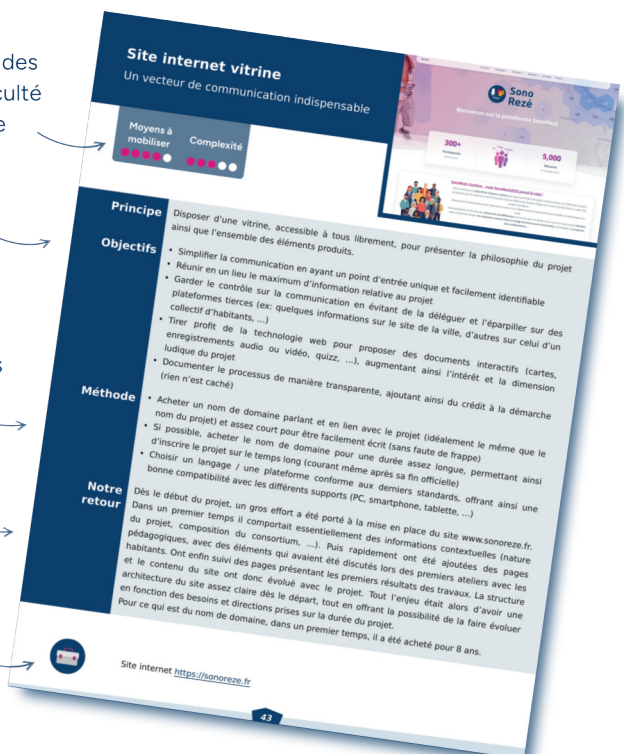 des
culté
e
s
Site internet vitrine
Un vecteur de communication indispensable
Moyens à
mobiliser
Complexité
Sono
Rezé
Bienvenue sur la plateforme SonoRezé
300+
5,000
Principe
Disposer d'une vitrine, accessible à tous librement, pour présenter la philosophie du projet
ainsi que l'ensemble des éléments produits.
Objectifs
• Simplifier la communication en ayant un point d'entrée unique et facilement identifiable
• Réunir en un lieu le maximum d'information relative au projet
• Garder le contrôle sur la communication en évitant de la déléguer et l'éparpiller sur des
plateformes tierces (ex: quelques informations sur le site de la ville, d'autres sur celui d'un
collectif d'habitants, ...)
• Tirer profit de la technologie web pour proposer des documents interactifs (cartes,
enregistrements audio ou vidéo, quizz, ...), augmentant ainsi l'intérêt et la dimension
ludique du projet
• Documenter le processus de manière transparente, ajoutant ainsi du crédit à la démarche
(rien n'est caché)
Méthode
• Acheter un nom de domaine parlant et en lien avec le projet (idéalement le même que le
nom du projet) et assez court pour être facilement écrit (sans faute de frappe)
• Si possible, acheter le nom de domaine pour une durée assez longue, permettant ainsi
d'inscrire le projet sur le temps long (courant même après sa fin officielle)
• Choisir un langage / une plateforme conforme aux derniers standards, offrant ainsi une
bonne compatibilité avec les différents supports (PC, smartphone, tablette, ...)
Notre
retour
Dès le début du projet, un gros effort a été porté à la mise en place du site www.sonoreze.fr.
Dans un premier temps il comportait essentiellement des informations contextuelles (nature
du projet, composition du consortium, ...). Puis rapidement ont été ajoutées des pages
pédagogiques, avec des éléments qui avaient été discutés lors des premiers ateliers avec les
habitants. Ont enfin suivi des pages présentant les premiers résultats des travaux. La structure
et le contenu du site ont donc évolué avec le projet. Tout l'enjeu était alors d'avoir une
architecture du site assez claire dès le départ, tout en offrant la possibilité de la faire évoluer
en fonction des besoins et directions prises sur la durée du projet.
Pour ce qui est du nom de domaine, dans un premier temps, il a été acheté pour 8 ans.
Site internet https://sonoreze.fr
43